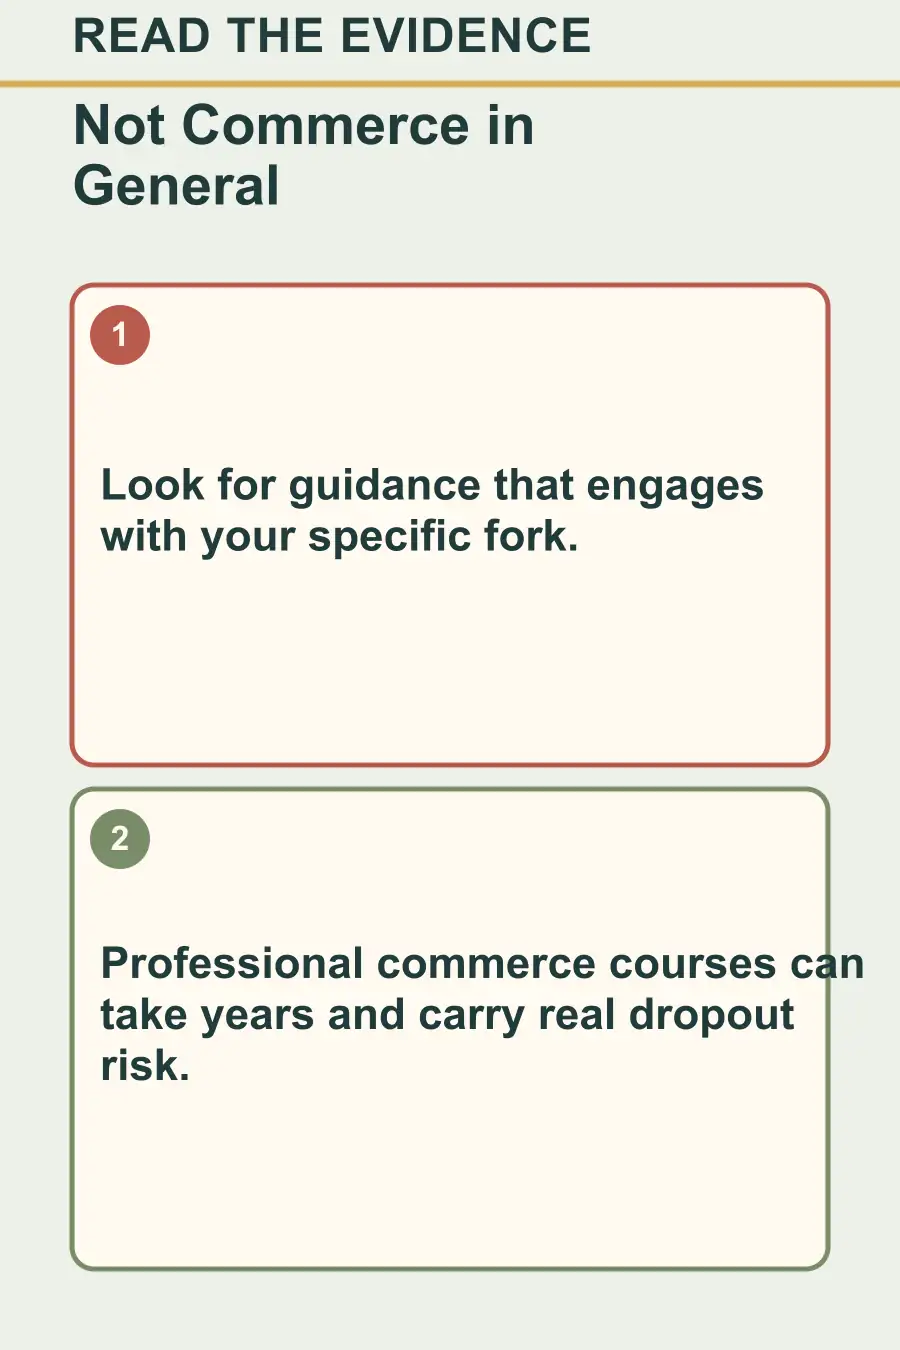 READ THE EVIDENCE
Not Commerce in
General
1
Look for guidance that engages
with your specific fork.
2
Professional commerce courses can
take years and carry real dropout
risk.